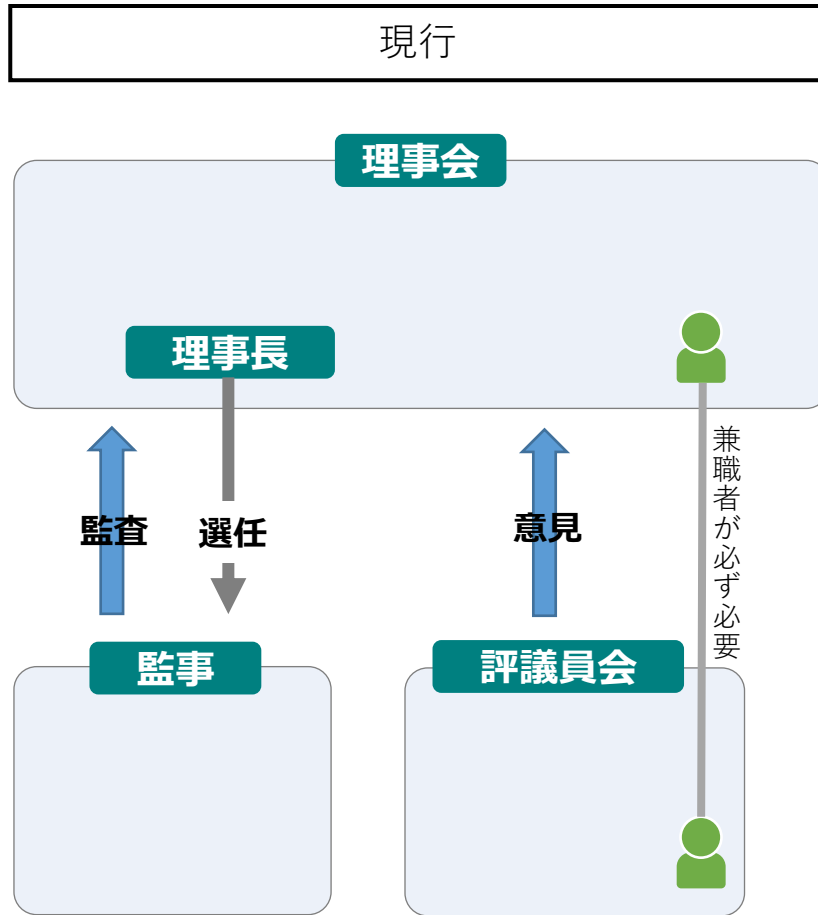 現行
理事会
理事長
監査
選任
意見
兼職者が必ず必要
監事
評議員会